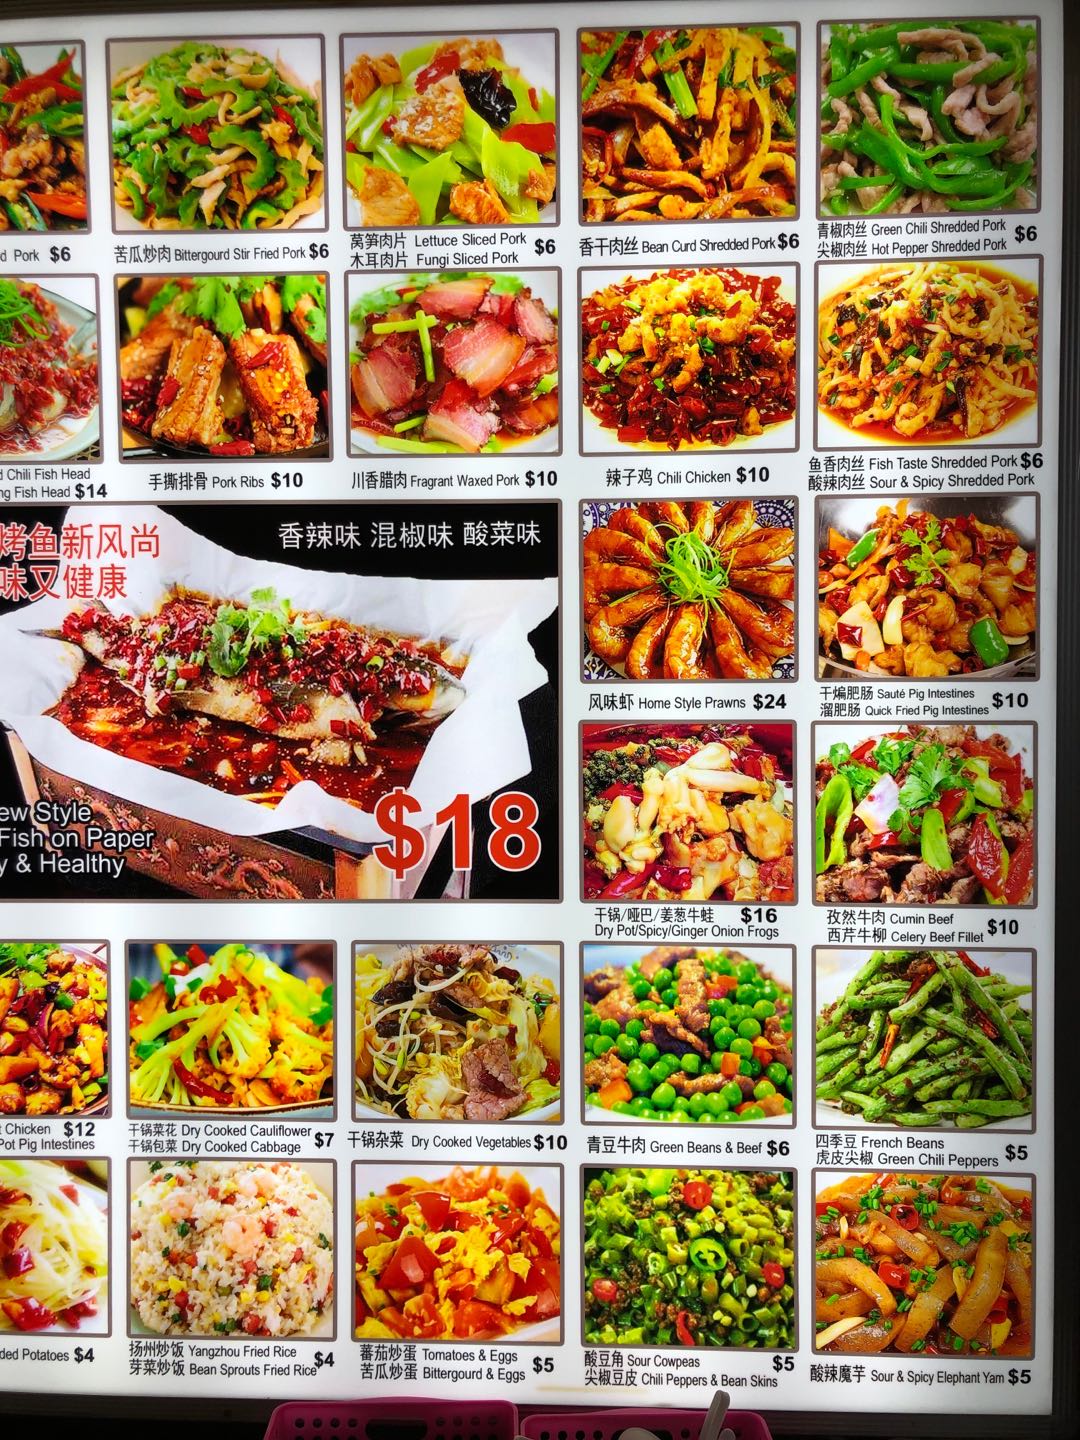 Pork $6
苦瓜炒肉 Bittergourd Stir Fried Pork $6
莴笋肉片 Lettuce Sliced Pork
木耳肉片 Fungi Sliced Pork $6
香干肉丝 Bean Curd Shredded Pork $6
青椒肉丝 Green Chili Shredded Pork
尖椒肉丝 Hot Pepper Shredded Pork $6
Chili Fish Head
Fish Head $14
手撕排骨 Pork Ribs $10
川香腊肉 Fragrant Waxed Pork $10
辣子鸡 Chili Chicken $10
鱼香肉丝 Fish Taste Shredded Pork $6
酸辣肉丝 Sour & Spicy Shredded Pork
烤鱼新风尚
味又健康
香辣味 混椒味 酸菜味
Style
Fish on Paper
& Healthy
$18
风味虾 Home Style Prawns $24
干煸肥肠 Sauté Pig Intestines
溜肥肠 Quick Fried Pig Intestines $10
干锅/哑巴/姜葱牛蛙 $16
Dry Pot/Spicy/Ginger Onion Frogs
孜然牛肉 Cumin Beef
西芹牛柳 Celery Beef Fillet $10
Chicken $12
Pot Pig Intestines
干锅菜花 Dry Cooked Cauliflower
干锅包菜 Dry Cooked Cabbage $7
干锅杂菜 Dry Cooked Vegetables $10
青豆牛肉 Green Beans & Beef $6
四季豆 French Beans
虎皮尖椒 Green Chili Peppers $5
Potatoes $4
扬州炒饭 Yangzhou Fried Rice
芽菜炒饭 Bean Sprouts Fried Rice $4
蕃茄炒蛋 Tomatoes & Eggs
苦瓜炒蛋 Bittergourd & Eggs $5
酸豆角 Sour Cowpeas $5
尖椒豆皮 Chili Peppers & Bean Skins
酸辣魔芋 Sour & Spicy Elephant Yam $5